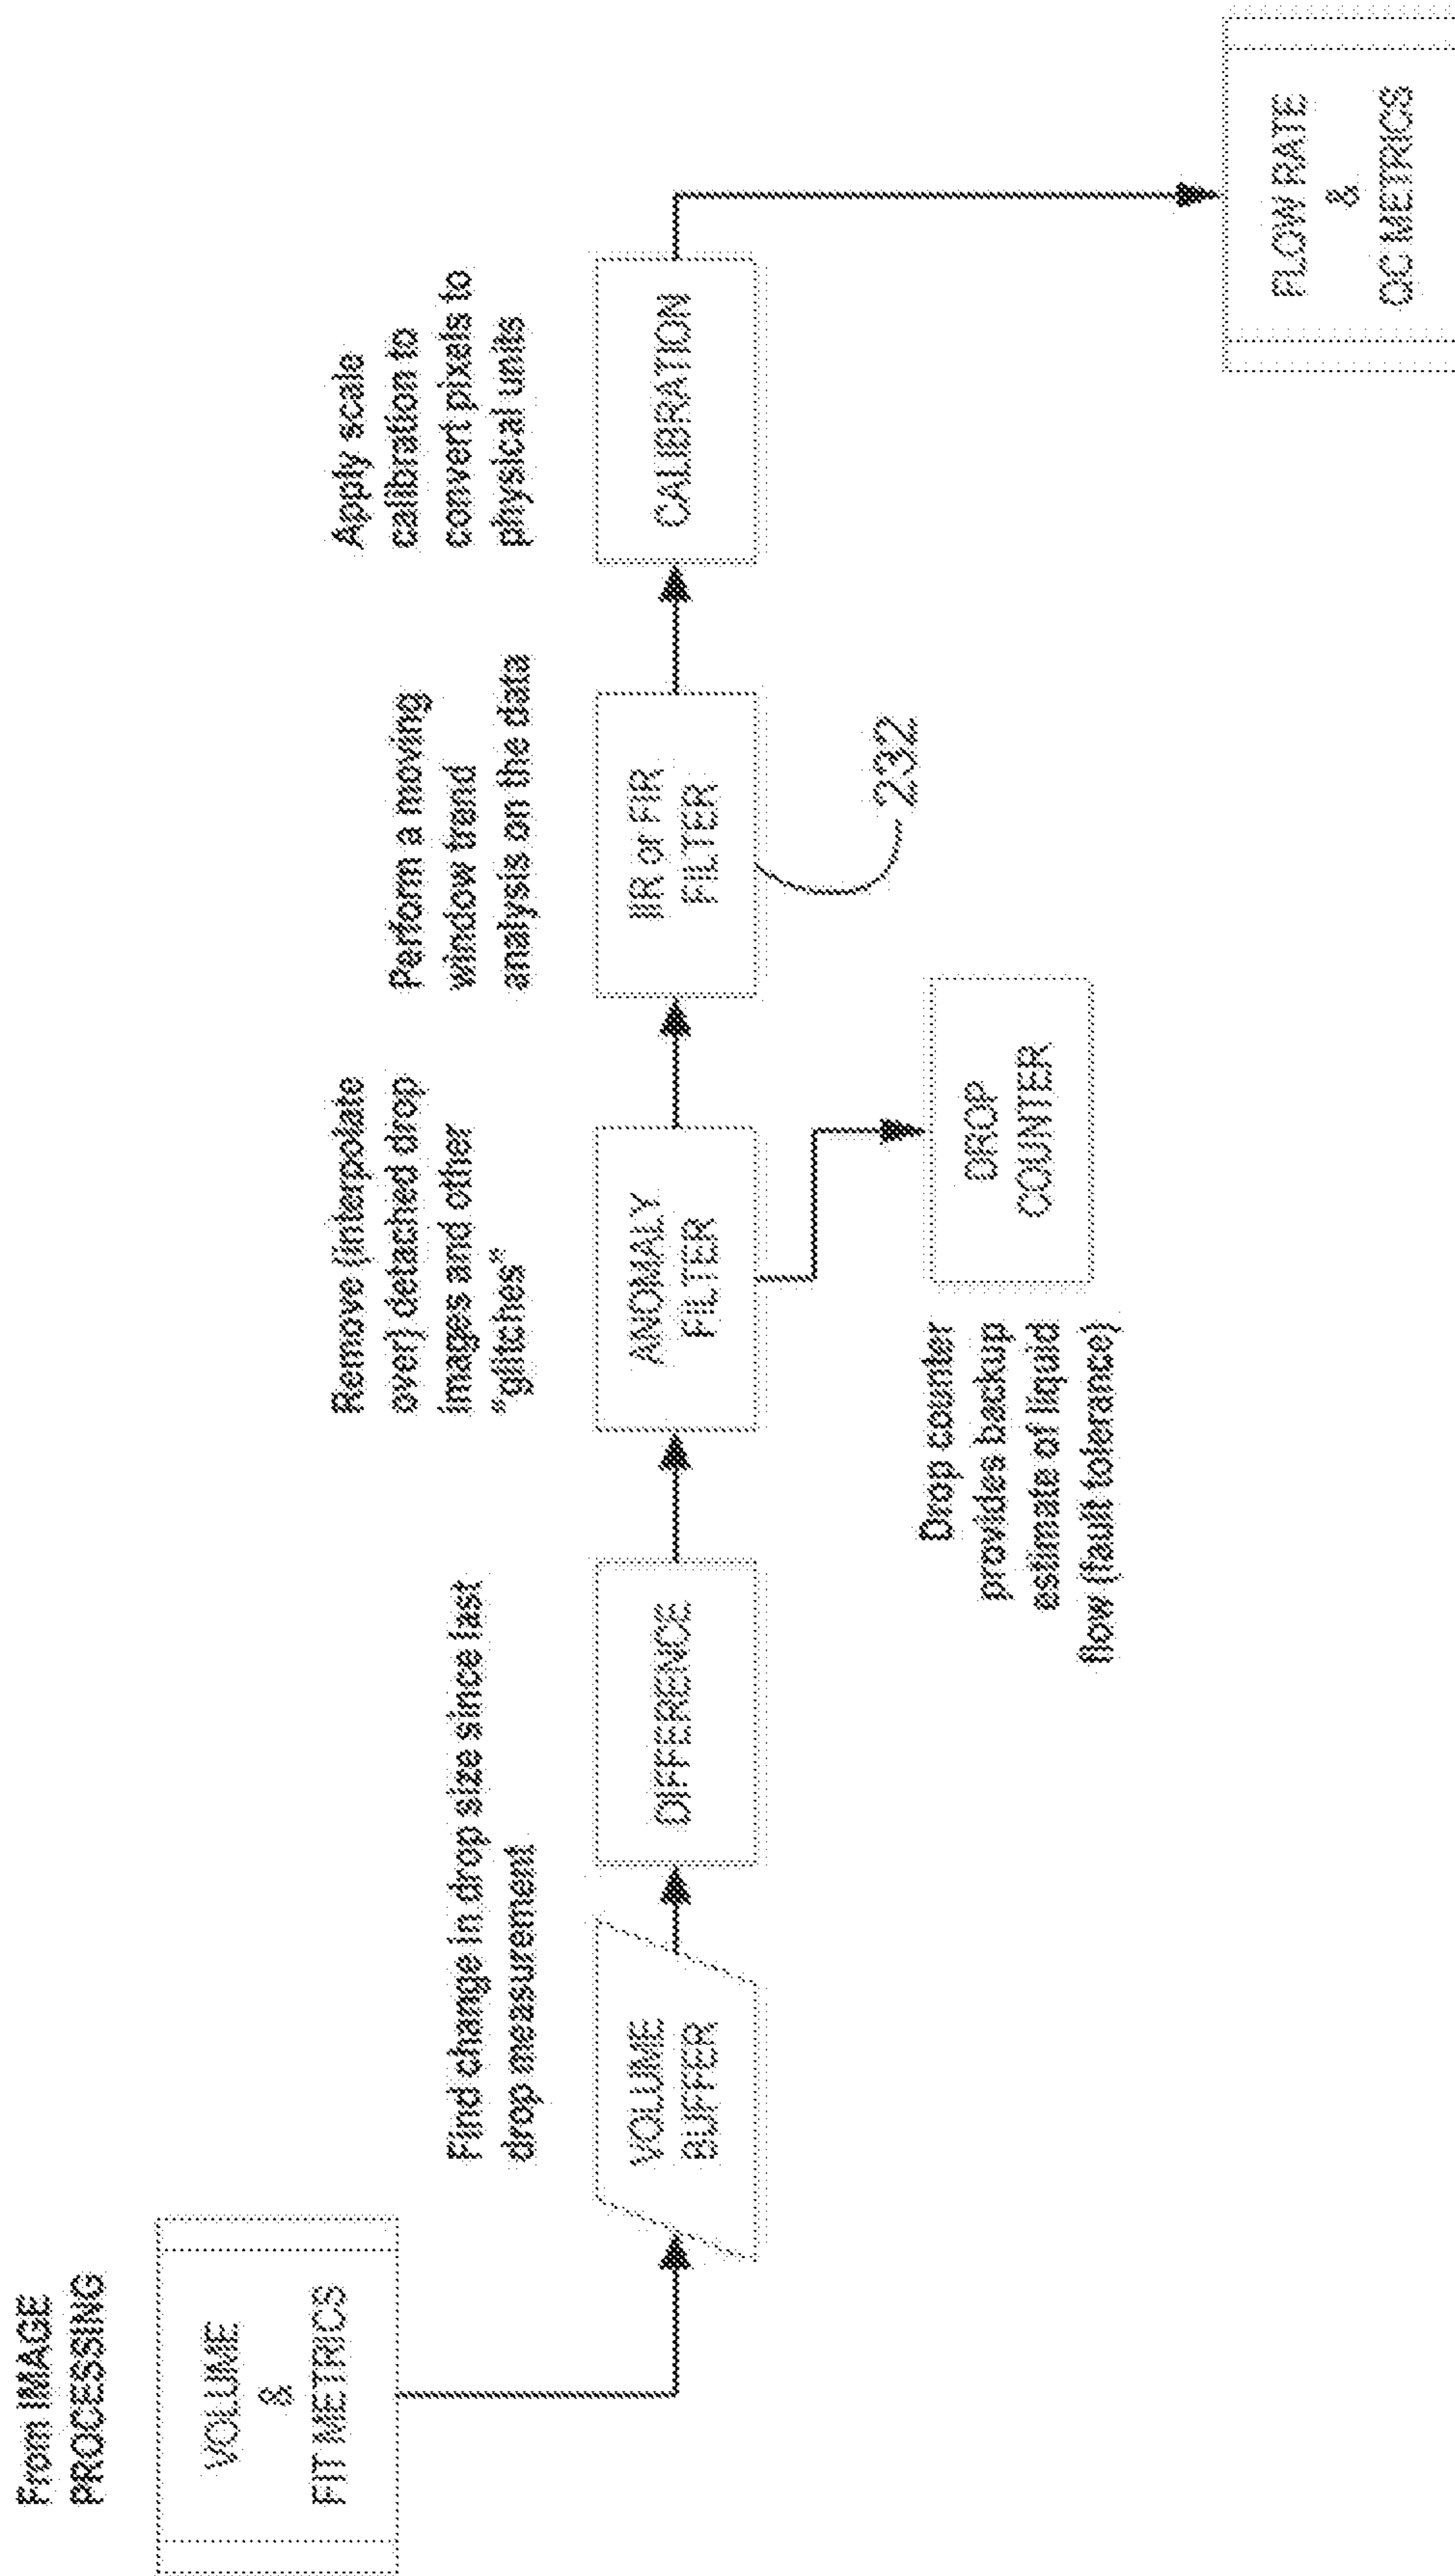 From IMAGE
PROCESSING
VOLUME
&
FIT METRICS
Find change in drop size since last
drop measurement
VOLUME
BUFFER
DIFFERENCE
Remove (interpolate
over) detached drop
images and other
"glitches"
ANOMALY
FILTER
Drop counter
provides backup
estimate of liquid
flow (fault tolerance)
DROP
COUNTER
Perform a moving
window trend
analysis on the data
IIR or FIR
FILTER
232
Apply scale
calibration to
convert pixels to
physical units
CALIBRATION
FLOW RATE
&
QC METRICS